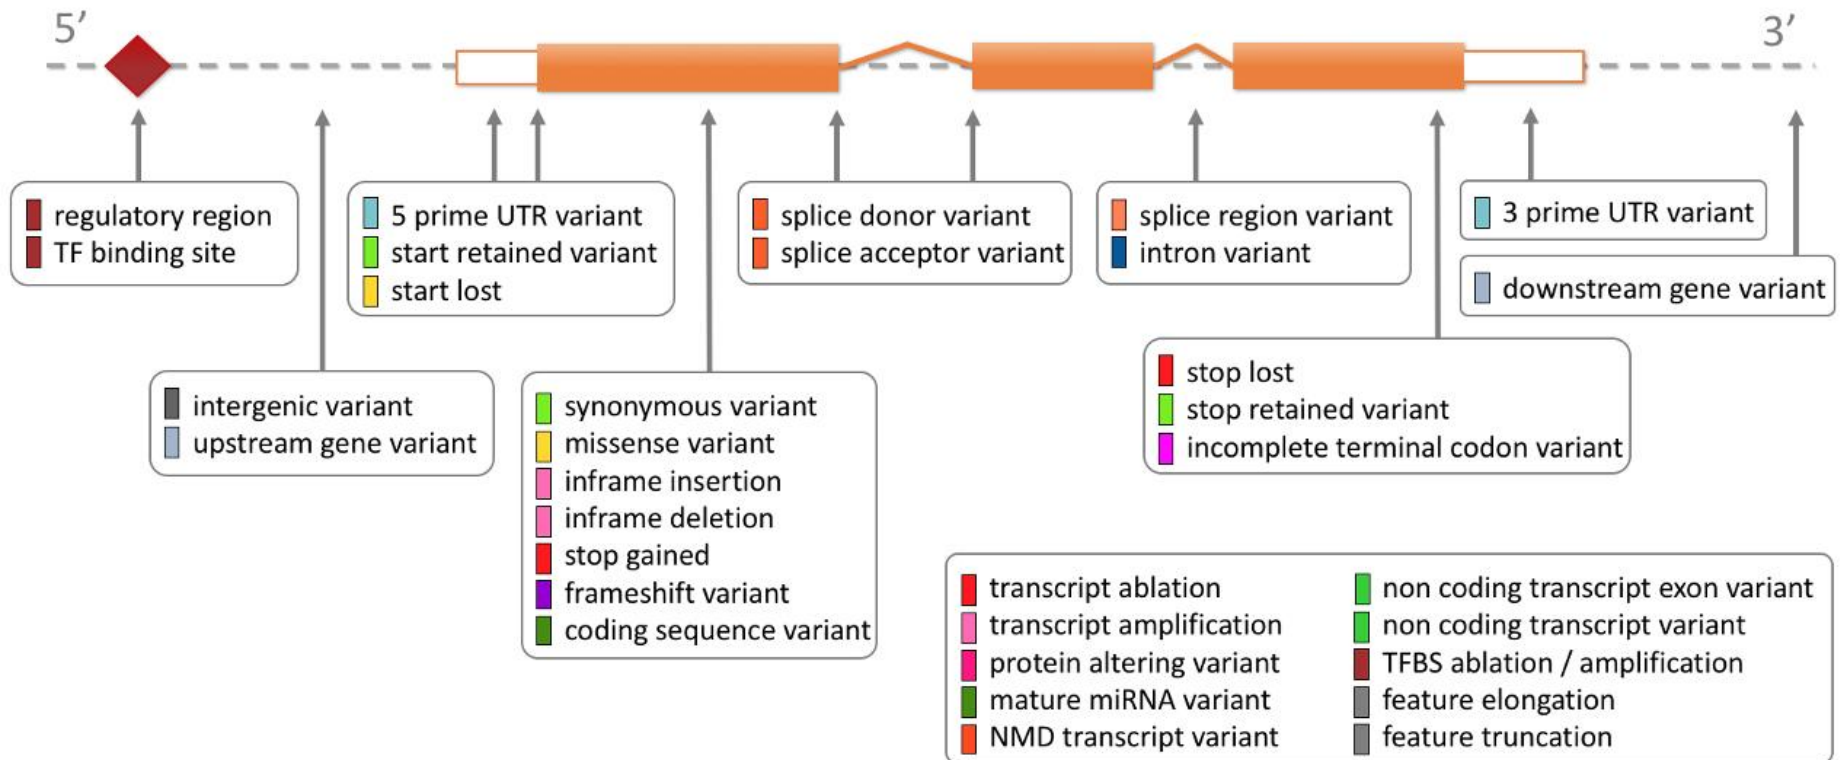 5’
3’
regulatory region
TF binding site
5 prime UTR variant
start retained variant
start lost
splice donor variant
splice acceptor variant
splice region variant
intron variant
3 prime UTR variant
downstream gene variant
intergenic variant
upstream gene variant
synonymous variant
missense variant
inframe insertion
inframe deletion
stop gained
frameshift variant
coding sequence variant
stop lost
stop retained variant
incomplete terminal codon variant
transcript ablation
transcript amplification
protein altering variant
mature miRNA variant
NMD transcript variant
non coding transcript exon variant
non coding transcript variant
TFBS ablation / amplification
feature elongation
feature truncation